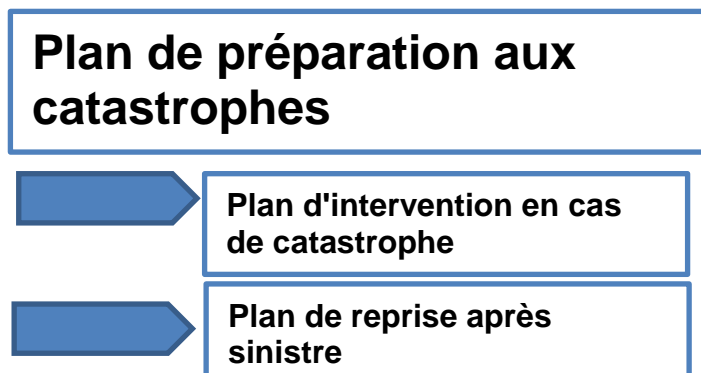 Plan de préparation aux
catastrophes
Plan d'intervention en cas
de catastrophe
Plan de reprise après
sinistre